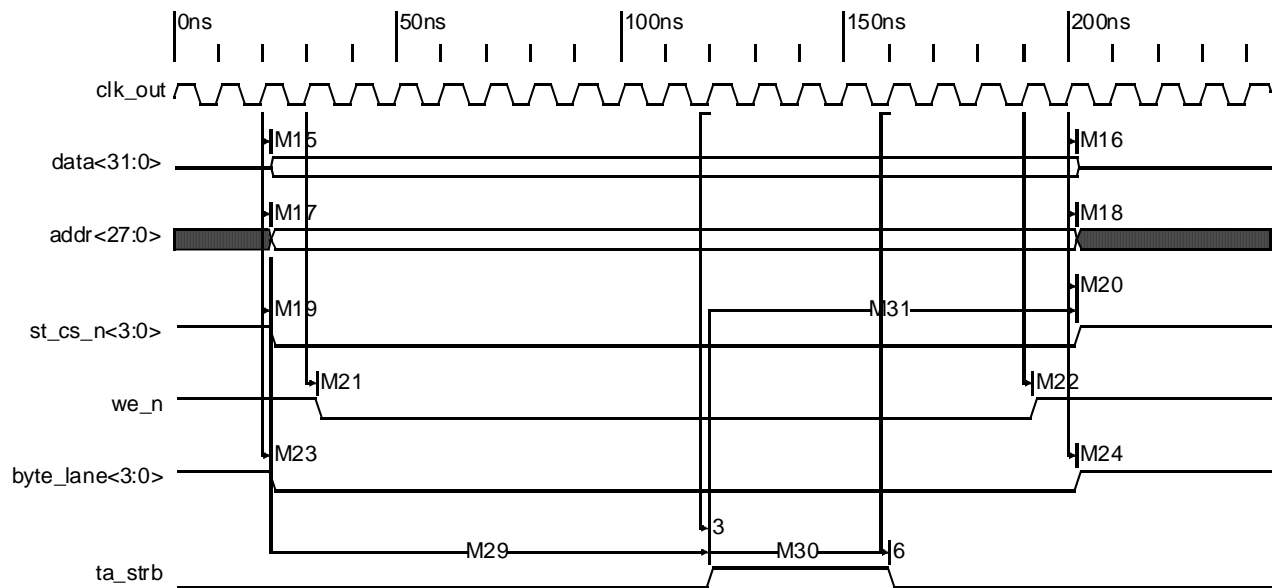 0ns 50ns 100ns 150ns 200ns
clk_out
M15 M16
data<31:0>
M17 M18
addr<27:0>
M20
M19 M31
st_cs_n<3:0>
M21 M22
we_n
M23 M24
byte_lane<3:0>
3
M29 M30 6
ta_strb